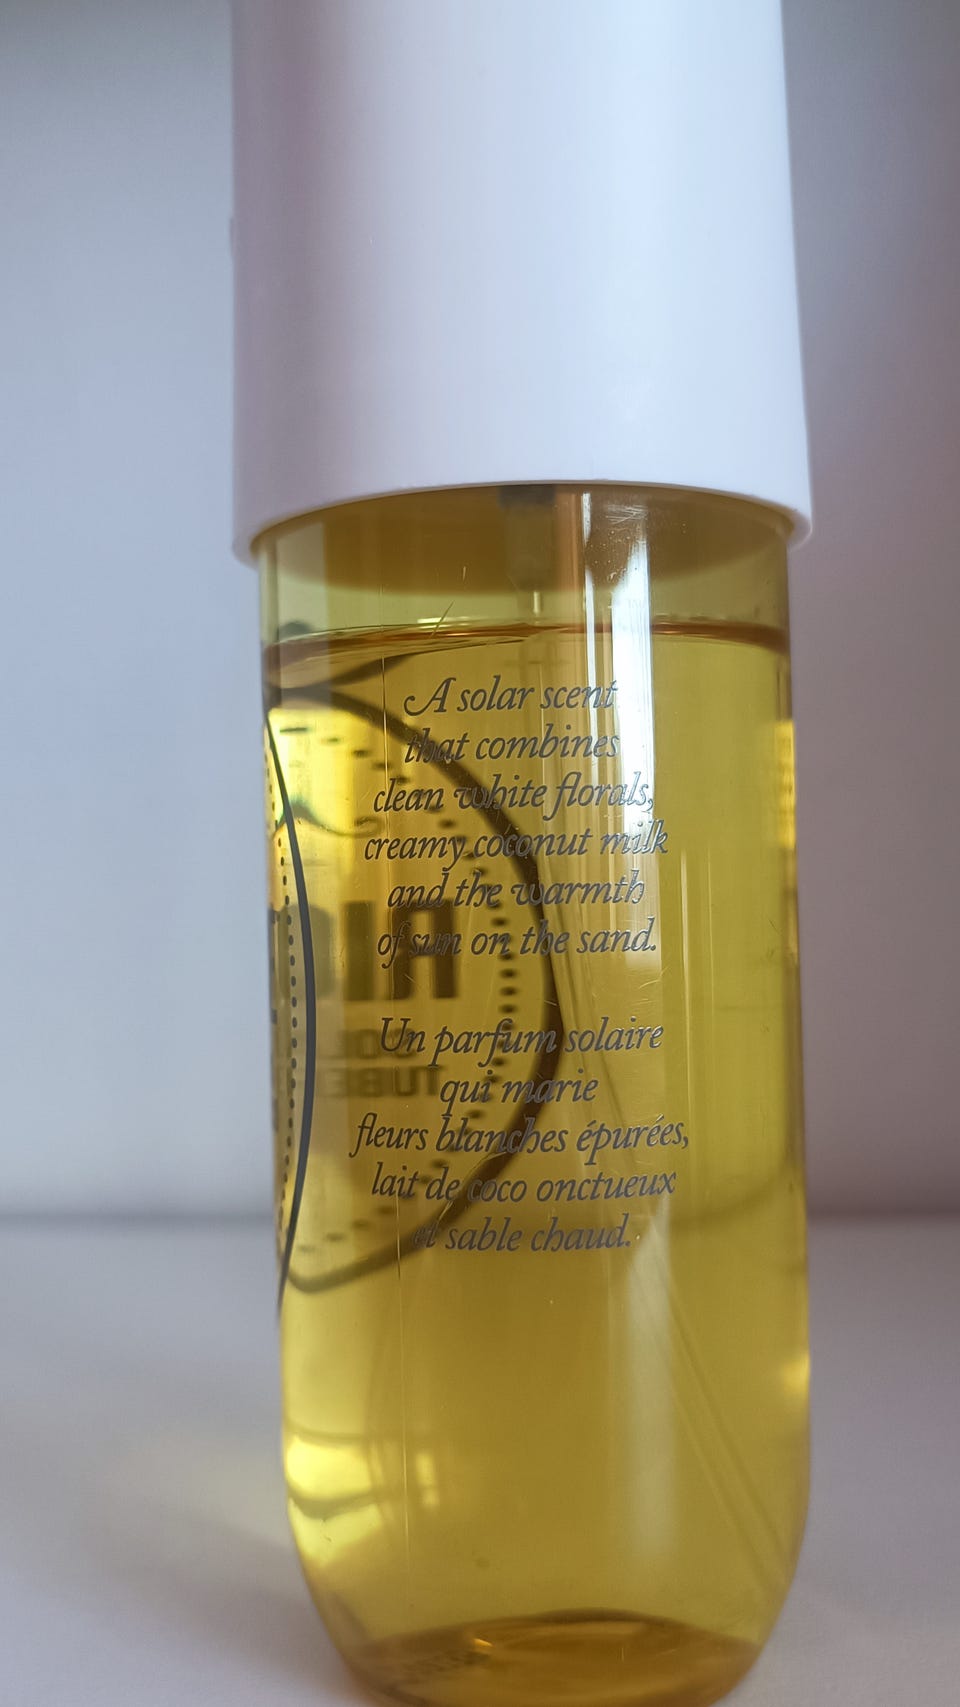 A solar scent
that combines
clean white florals,
creamy coconut milk
and the warmth
of sun on the sand.
Un parfum solaire
qui marie
fleurs blanches épurées,
lait de coco onctueux
et sable chaud.